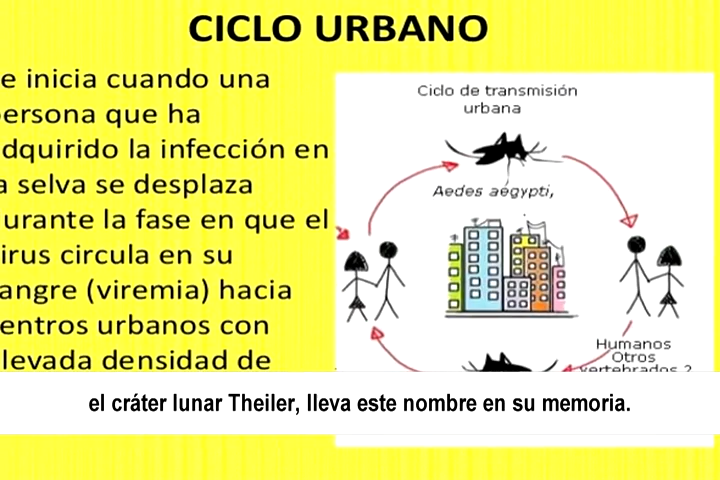 CICLO URBANO
e inicia cuando una
ersona que ha
dquirido la infección en
a selva se desplaza
urante la fase en que el
irus circula en su
angre (viremia) hacia
entros urbanos con
levada densidad de
Ciclo de transmisión
urbana
Aedes aegypti,
Humanos
Otros
vertebrados ?
el cráter lunar Theiler, lleva este nombre en su memoria.